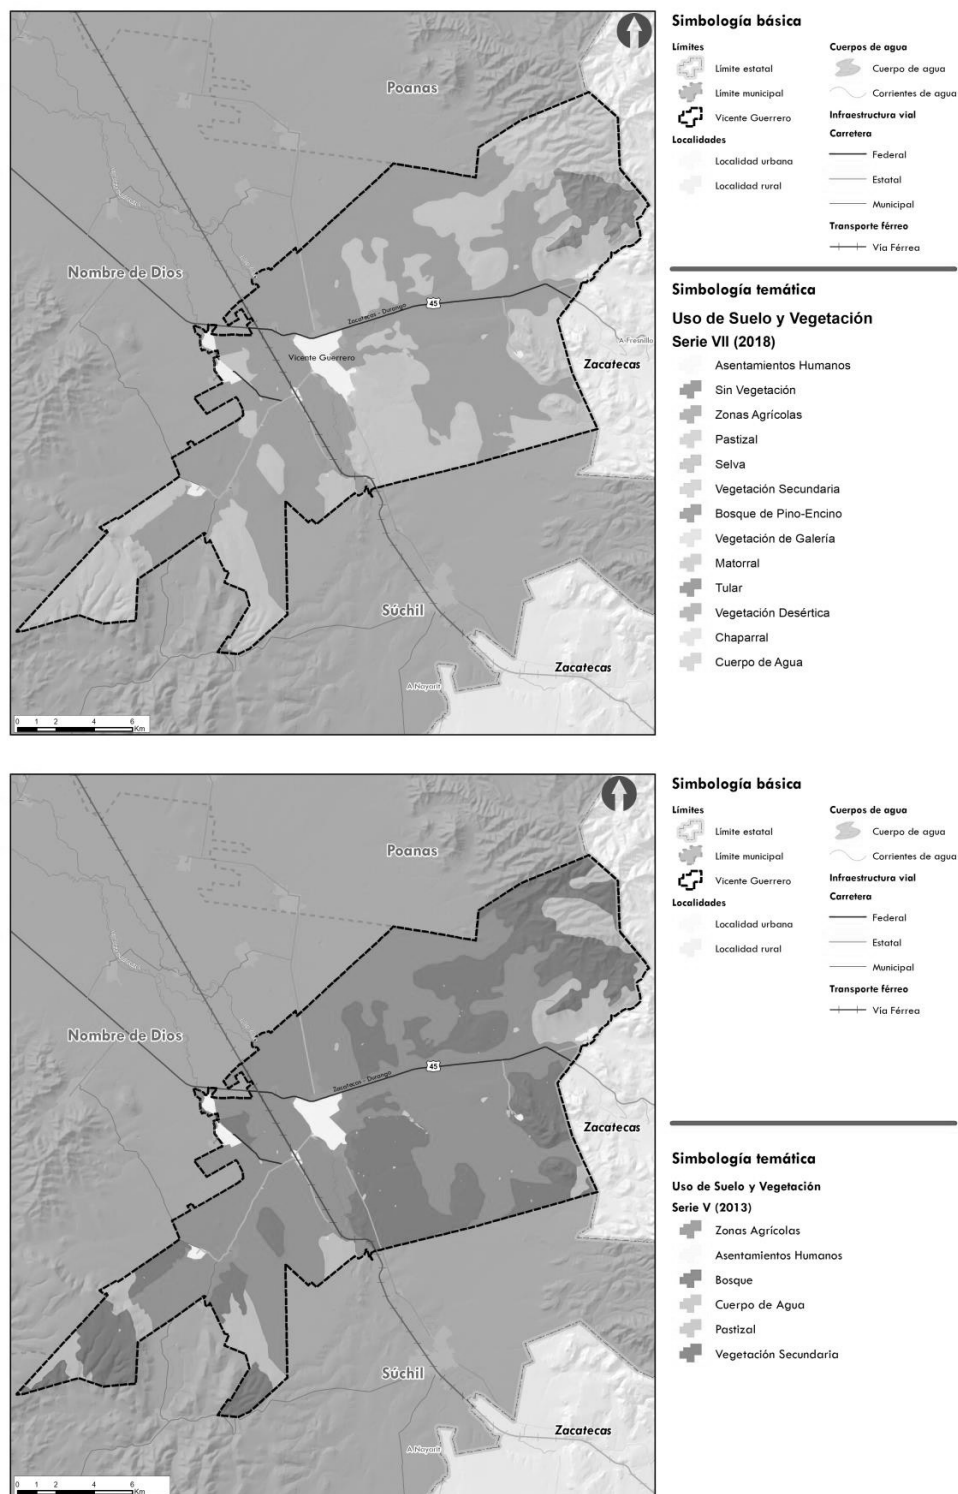 Poanas
Nombre de Dios
Zacatecas - Durango
45
Vicente Guerrero
A Fresnillo
Zacatecas
Súchil
Zacatecas
A Nayarit
0 1 2 4 6
Km
Simbología básica
Límites
Límite estatal
Límite municipal
Vicente Guerrero
Localidades
Localidad urbana
Localidad rural
Cuerpos de agua
Cuerpo de agua
Corrientes de agua
Infraestructura vial
Carretera
Federal
Estatal
Municipal
Transporte férreo
Vía Férrea
Simbología temática
Uso de Suelo y Vegetación
Serie VII (2018)
Asentamientos Humanos
Sin Vegetación
Zonas Agrícolas
Pastizal
Selva
Vegetación Secundaria
Bosque de Pino-Encino
Vegetación de Galería
Matorral
Tular
Vegetación Desértica
Chaparral
Cuerpo de Agua
Poanas
Nombre de Dios
Zacatecas - Durango
45
Zacatecas
Súchil
Zacatecas
A Nayarit
0 1 2 4 6
Km
Simbología básica
Límites
Límite estatal
Límite municipal
Vicente Guerrero
Localidades
Localidad urbana
Localidad rural
Cuerpos de agua
Cuerpo de agua
Corrientes de agua
Infraestructura vial
Carretera
Federal
Estatal
Municipal
Transporte férreo
Vía Férrea
Simbología temática
Uso de Suelo y Vegetación
Serie V (2013)
Zonas Agrícolas
Asentamientos Humanos
Bosque
Cuerpo de Agua
Pastizal
Vegetación Secundaria